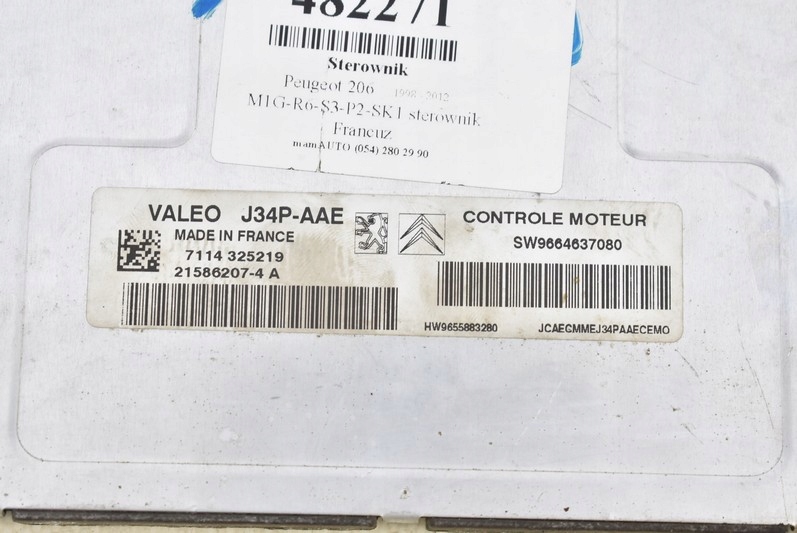 482271
Sterownik
Peugeot 206 1998 - 2012
M1G-R6-S3-P2-SK1 sterownik
Francuz
mamAUTO (054) 280 29 90
VALEO J34P-AAE
MADE IN FRANCE
7114 325219
21586207-4 A
CONTROLE MOTEUR
SW9664637080
HW9655883280
JCAECMMEJ34PAAECEMO